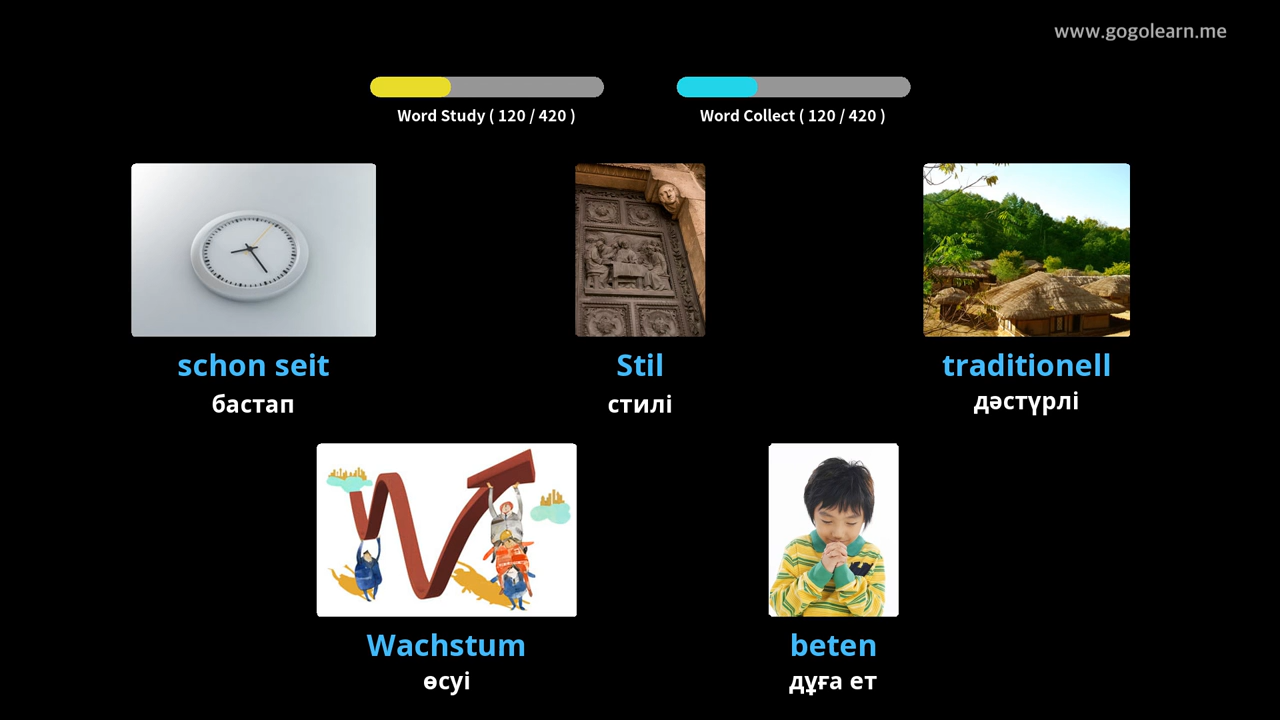 www.gogolearn.me
Word Study ( 120 / 420 )
Word Collect ( 120 / 420 )
schon seit
бастап
Stil
стилі
traditionell
дәстүрлі
Wachstum
өсуі
beten
дұға ет